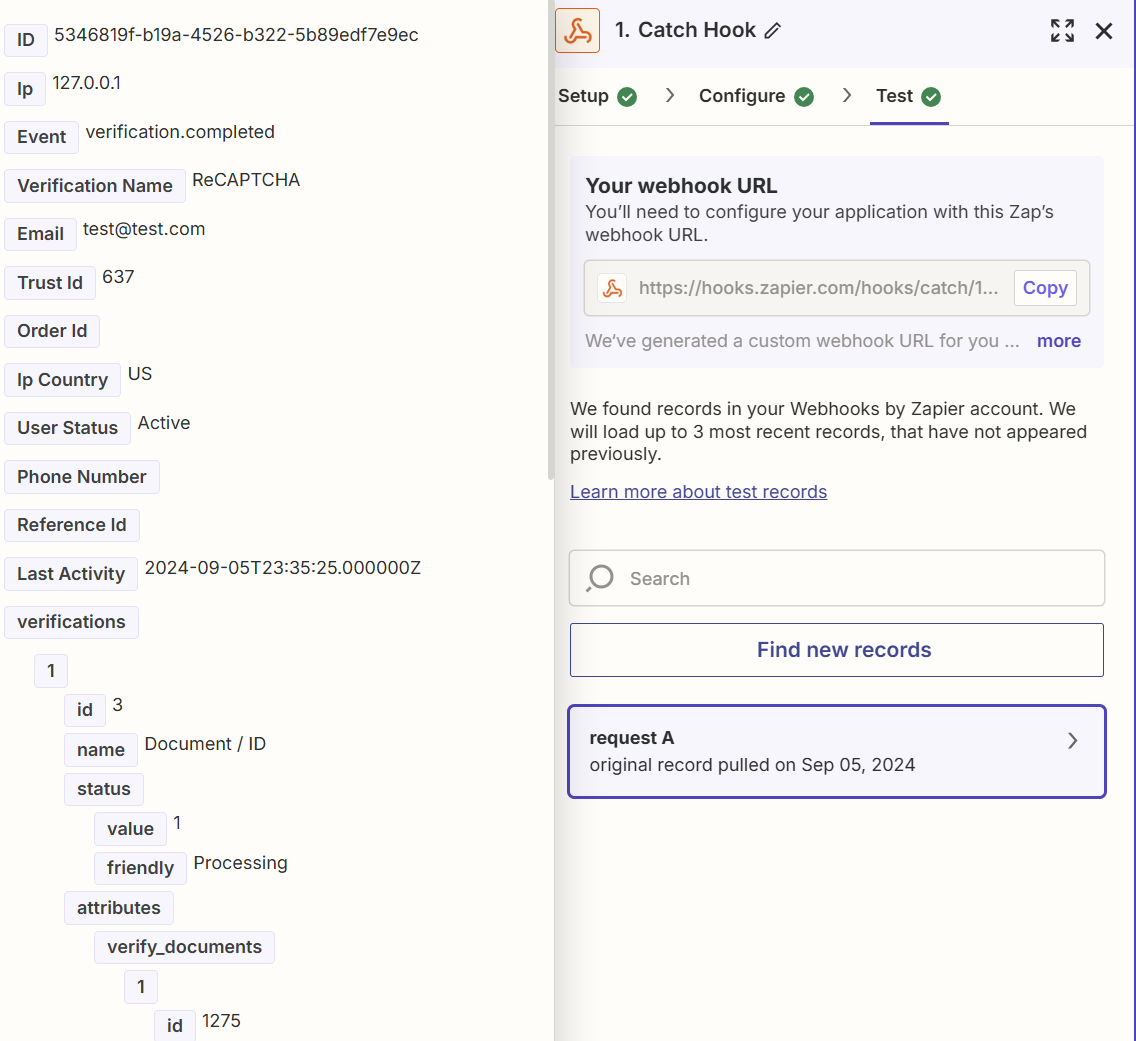 ID 5346819f-b19a-4526-b322-5b89edf7e9ec
Ip 127.0.0.1
Event verification.completed
Verification Name ReCAPTCHA
Email test@test.com
Trust Id 637
Order Id
Ip Country US
User Status Active
Phone Number
Reference Id
Last Activity 2024-09-05T23:35:25.000000Z
verifications
1
id 3
name Document / ID
status
value 1
friendly Processing
attributes
verify_documents
1
id 1275
1. Catch Hook
Setup
Configure
Test
Your webhook URL
You’ll need to configure your application with this Zap’s
webhook URL.
https://hooks.zapier.com/hooks/catch/1... Copy
We’ve generated a custom webhook URL for you ... more
We found records in your Webhooks by Zapier account. We
will load up to 3 most recent records, that have not appeared
previously.
Learn more about test records
Search
Find new records
request A
original record pulled on Sep 05, 2024